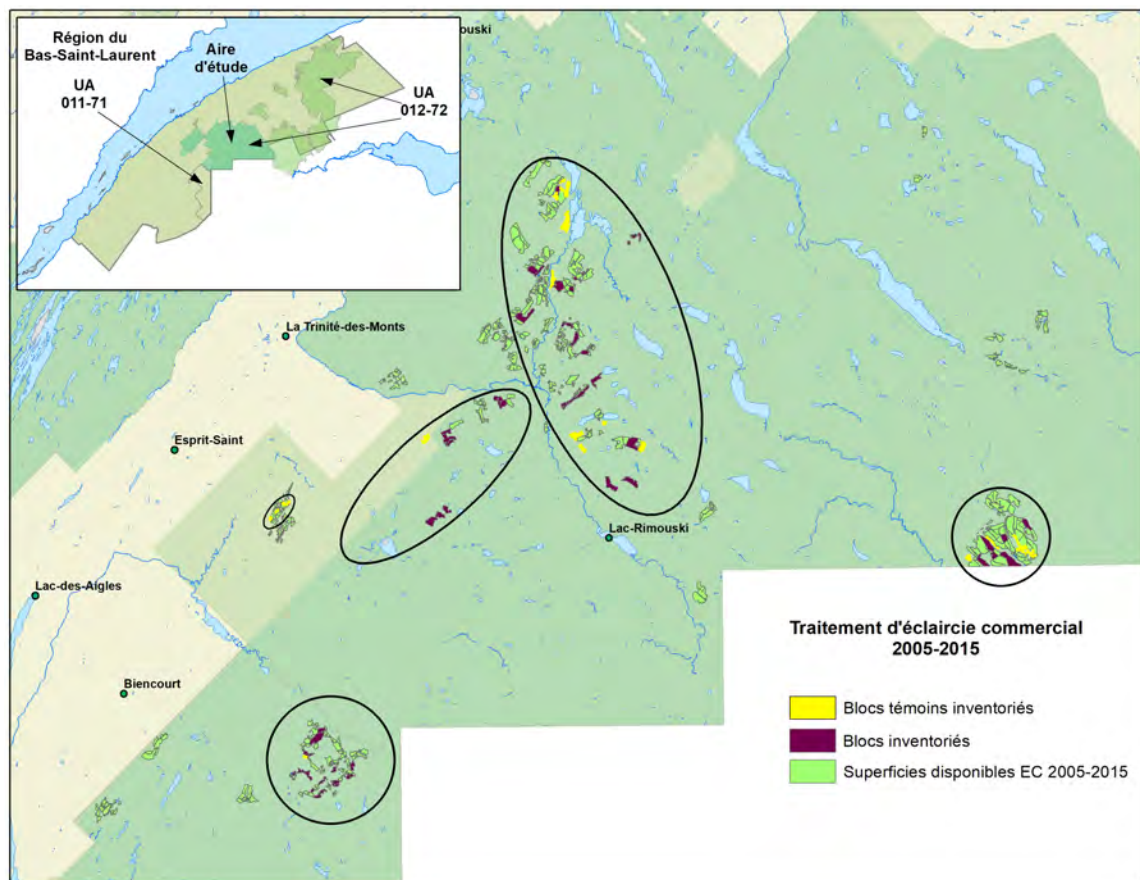 Région du
Bas-Saint-Laurent
Aire
d'étude
UA
011-71
UA
012-72
ouski
La Trinité-des-Monts
Esprit-Saint
Lac-Rimouski
Lac-des-Aigles
Biencourt
Traitement d'éclaircie commercial
2005-2015
Blocs témoins inventoriés
Blocs inventoriés
Superficies disponibles EC 2005-2015